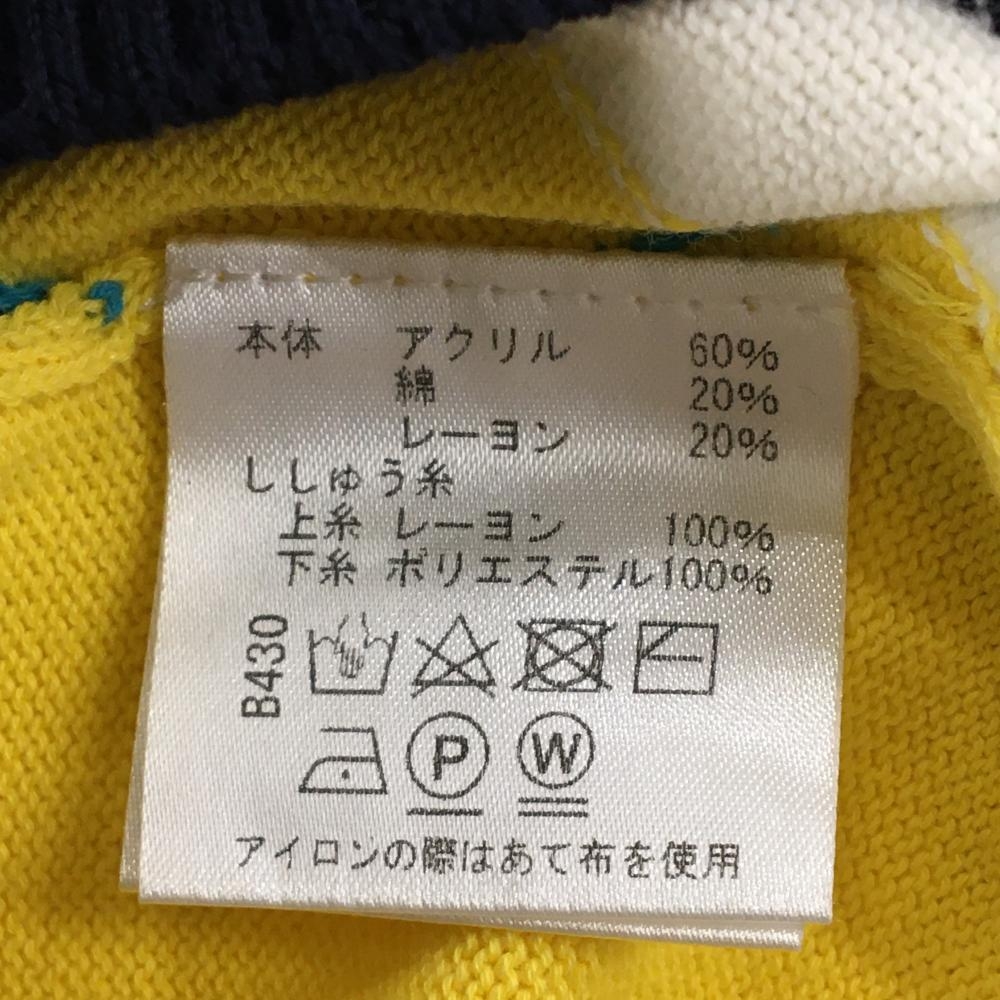 本体 アクリル 60%
綿 20%
レーヨン 20%
ししゅう糸
上糸 レーヨン 100%
下糸 ポリエステル100%
B430
P W
アイロンの際はあて布を使用